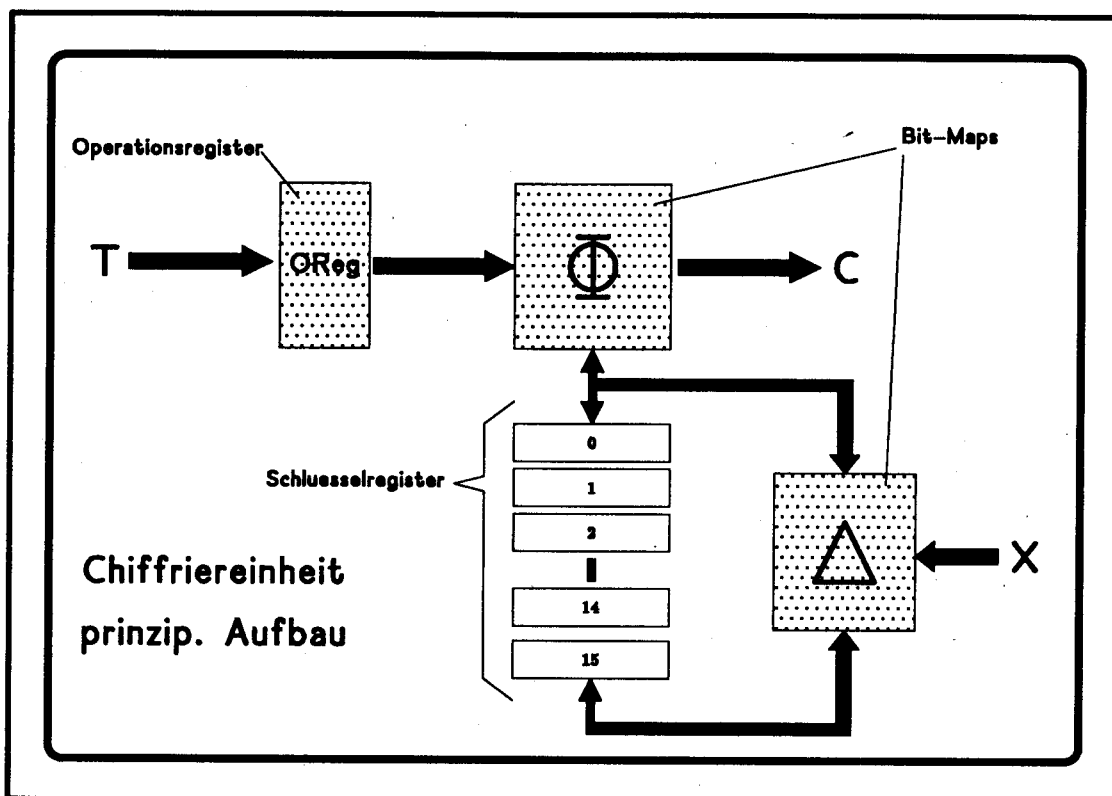 Operationsregister
Bit-Maps
T
OReg
Φ
C
Schluesselregister
0
1
2
14
15
Δ
X
Chiffriereinheit
prinzip. Aufbau